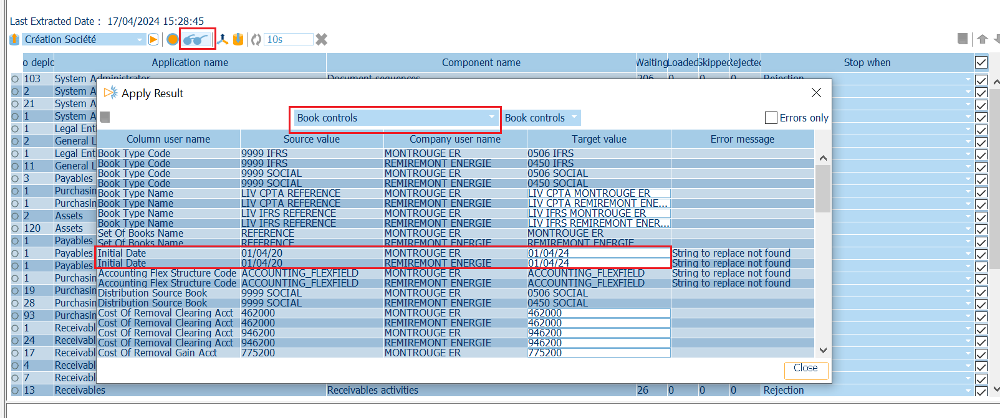 Last Extracted Date : 17/04/2024 15:28:45
Création Société 10s
o deplo Application name Component name Waiting Loaded Skipped Rejected Stop when
103 System Administrator Document sequences 206 0 0 0 Rejection
2 System A
21 System A
1 System A
1 Legal Ent
2 General L
1 Legal Ent
11 General L
3 Payables
1 Purchasin
1 Purchasin
2 Assets
120 Assets
1 Payables
1 Payables
1 Payables
1 Purchasin
19 Purchasin
28 Purchasin
93 Purchasin
1 Receivabl
24 Receivabl
17 Receivabl
4 Receivabl
7 Receivabl
13 Receivables Receivables activities 26 0 0 0 Rejection
Apply Result
Book controls Book controls Errors only
Column user name Source value Company user name Target value Error message
Book Type Code 9999 IFRS MONTROUGE ER 0506 IFRS
Book Type Code 9999 IFRS REMIREMONT ENERGIE 0450 IFRS
Book Type Code 9999 SOCIAL MONTROUGE ER 0506 SOCIAL
Book Type Code 9999 SOCIAL REMIREMONT ENERGIE 0450 SOCIAL
Book Type Name LIV CPTA REFERENCE MONTROUGE ER LIV CPTA MONTROUGE ER
Book Type Name LIV CPTA REFERENCE REMIREMONT ENERGIE LIV CPTA REMIREMONT ENE...
Book Type Name LIV IFRS REFERENCE MONTROUGE ER LIV IFRS MONTROUGE ER
Book Type Name LIV IFRS REFERENCE REMIREMONT ENERGIE LIV IFRS REMIREMONT ENER...
Set Of Books Name REFERENCE MONTROUGE ER MONTROUGE ER
Set Of Books Name REFERENCE REMIREMONT ENERGIE REMIREMONT ENERGIE
Initial Date 01/04/20 MONTROUGE ER 01/04/24 String to replace not found
Initial Date 01/04/20 REMIREMONT ENERGIE 01/04/24 String to replace not found
Accounting Flex Structure Code ACCOUNTING_FLEXFIELD MONTROUGE ER ACCOUNTING_FLEXFIELD String to replace not found
Accounting Flex Structure Code ACCOUNTING_FLEXFIELD REMIREMONT ENERGIE ACCOUNTING_FLEXFIELD String to replace not found
Distribution Source Book 9999 SOCIAL MONTROUGE ER 0506 SOCIAL
Distribution Source Book 9999 SOCIAL REMIREMONT ENERGIE 0450 SOCIAL
Cost Of Removal Clearing Acct 462000 MONTROUGE ER 462000
Cost Of Removal Clearing Acct 462000 REMIREMONT ENERGIE 462000
Cost Of Removal Clearing Acct 946200 MONTROUGE ER 946200
Cost Of Removal Clearing Acct 946200 REMIREMONT ENERGIE 946200
Cost Of Removal Gain Acct 775200 MONTROUGE ER 775200
Close